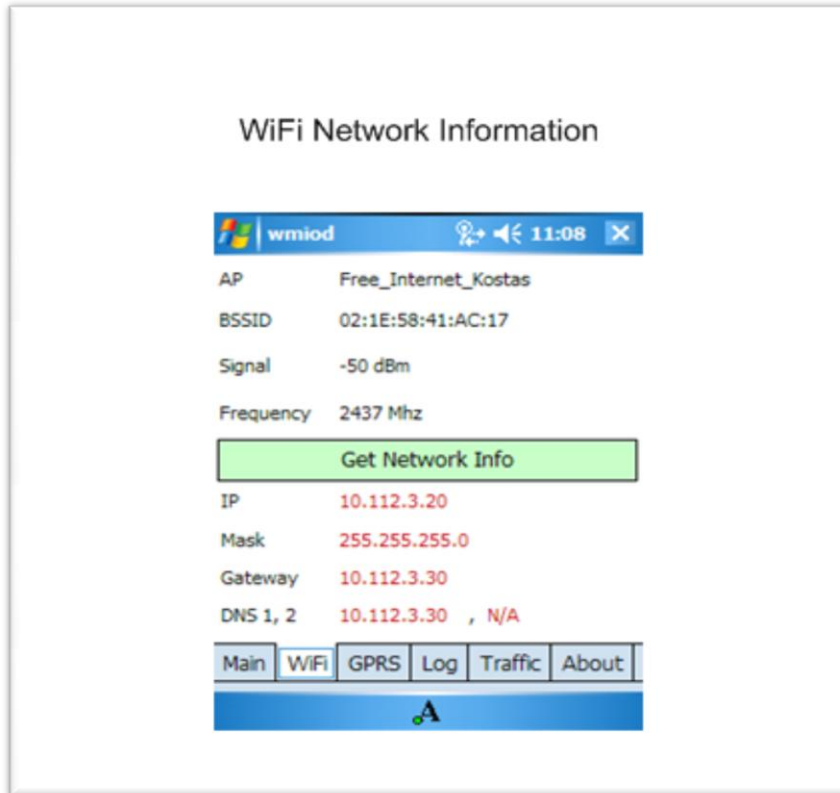 WiFi Network Information
wmiod 11:08
AP Free_Internet_Kostas
BSSID 02:1E:58:41:AC:17
Signal -50 dBm
Frequency 2437 Mhz
Get Network Info
IP 10.112.3.20
Mask 255.255.255.0
Gateway 10.112.3.30
DNS 1, 2 10.112.3.30 , N/A
Main WiFi GPRS Log Traffic About
A